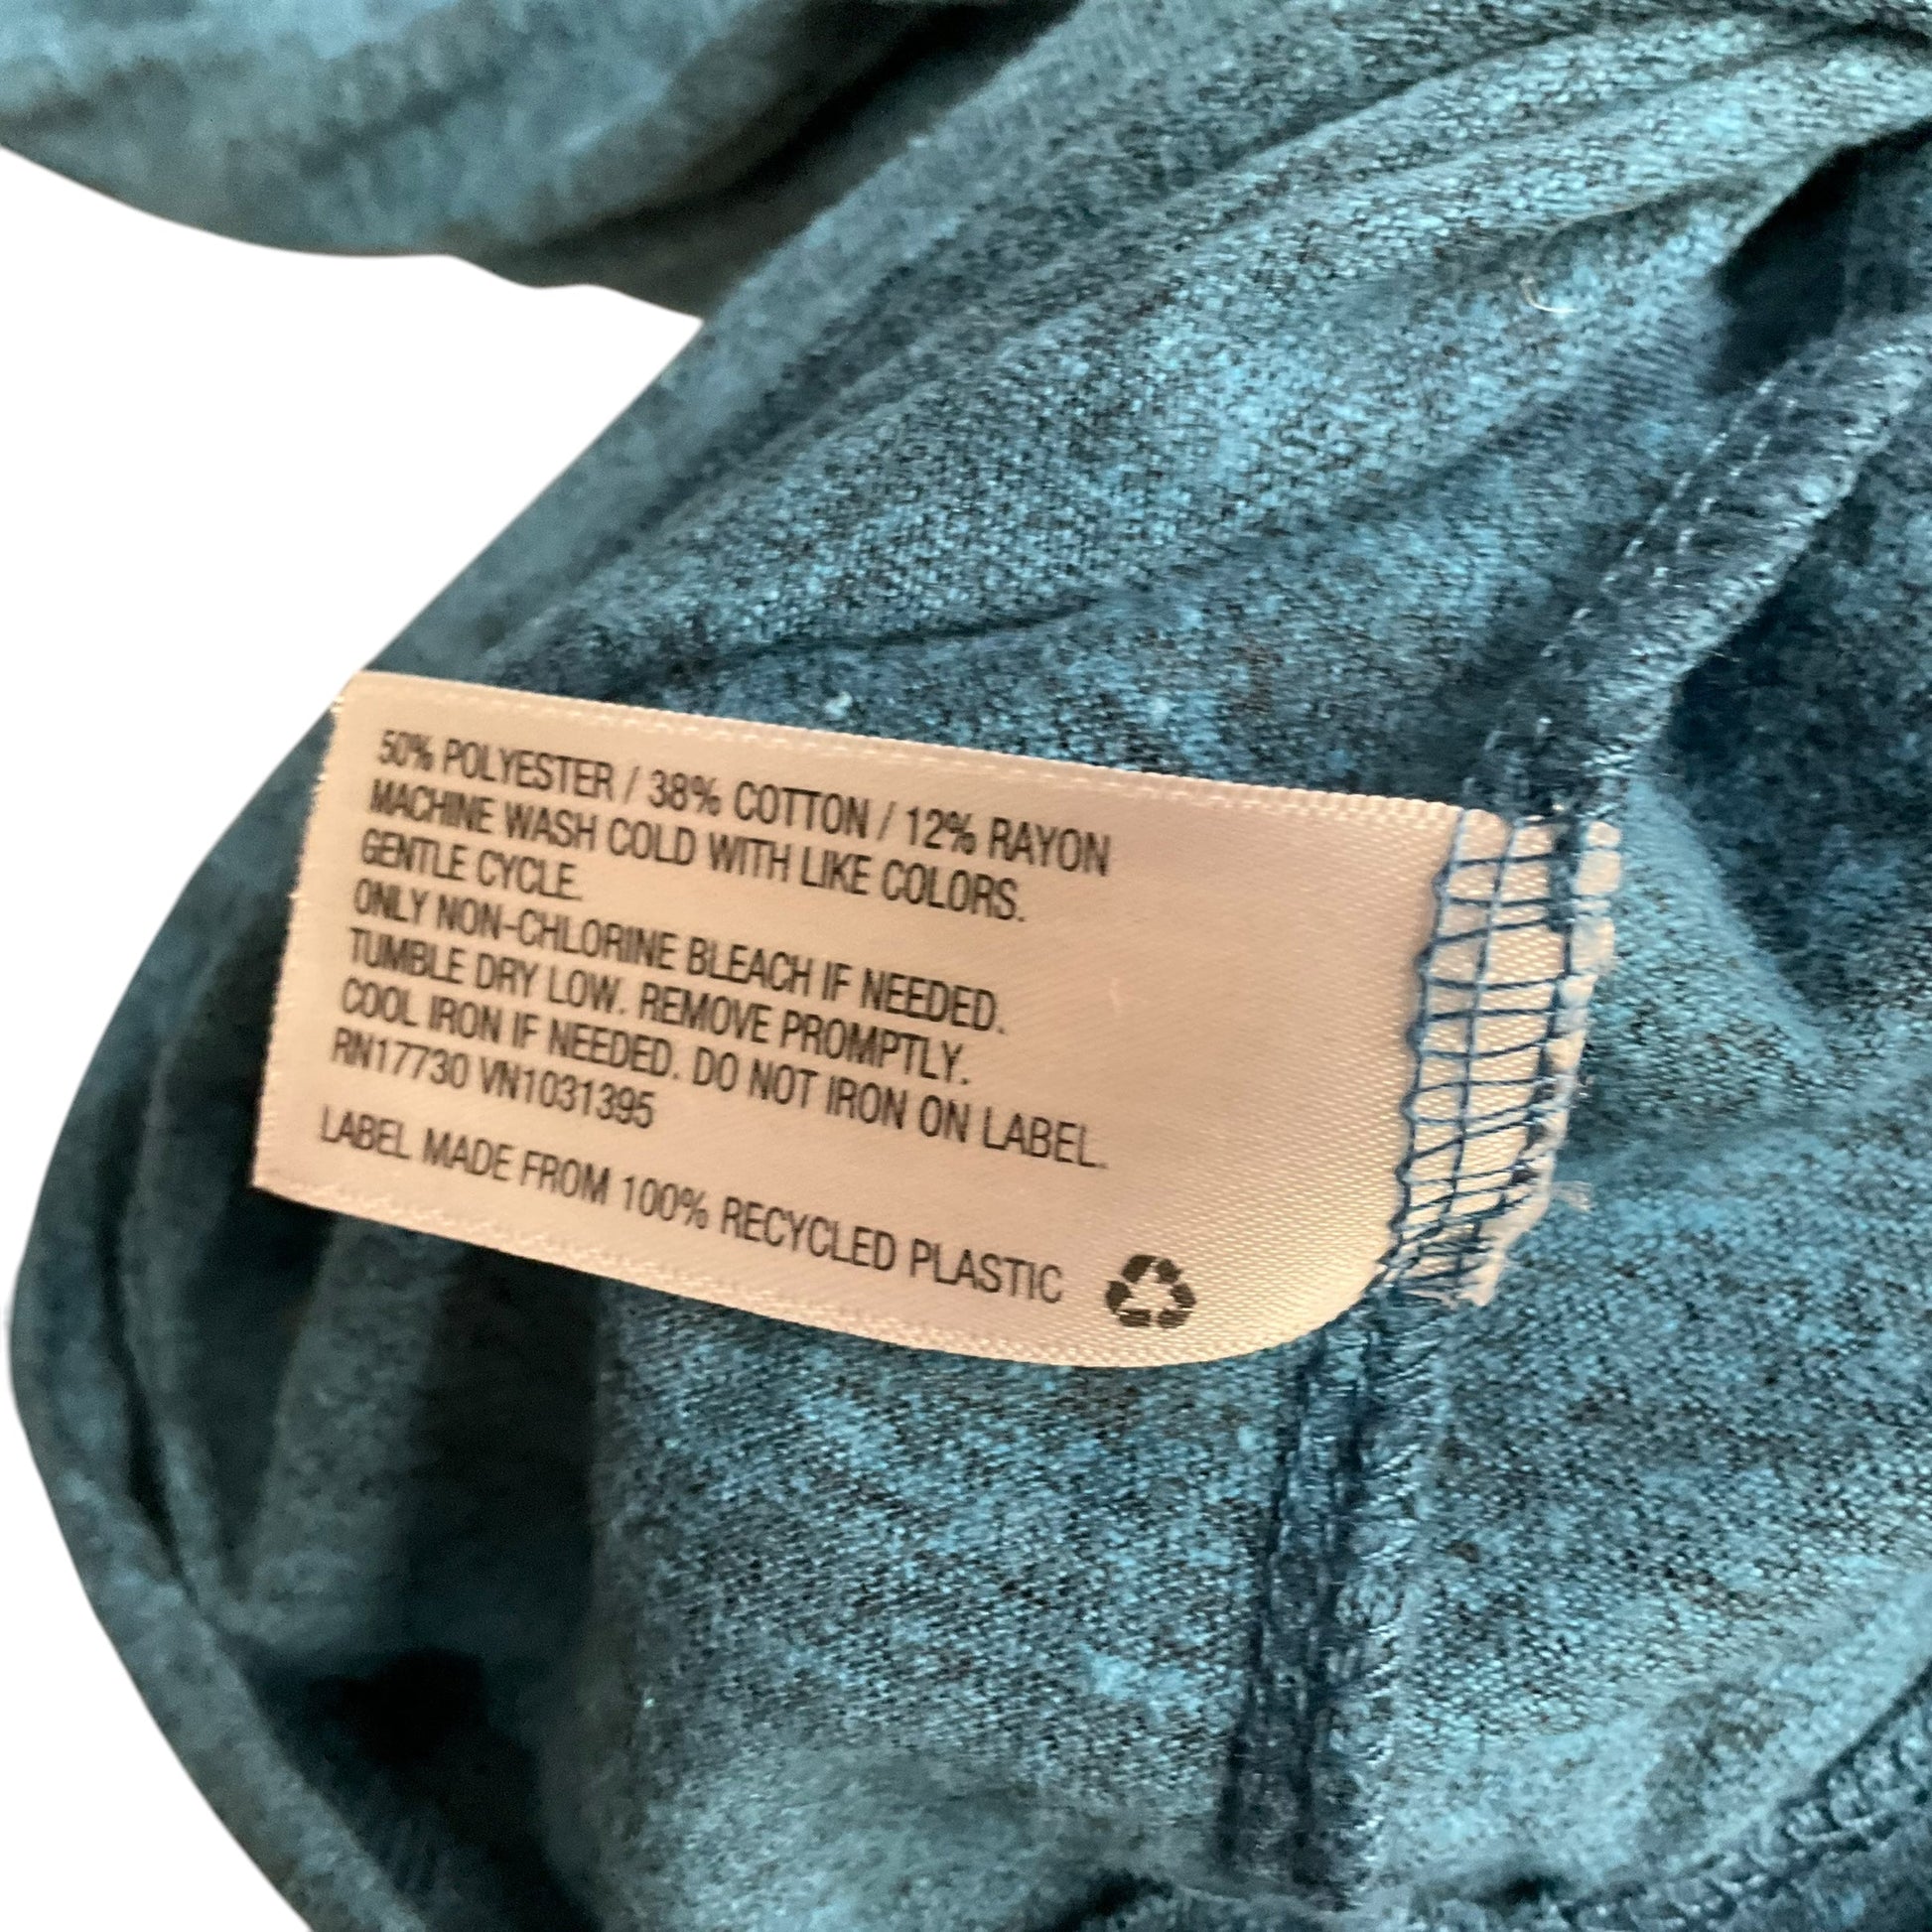 50% POLYESTER / 38% COTTON / 12% RAYON
MACHINE WASH COLD WITH LIKE COLORS.
GENTLE CYCLE.
ONLY NON-CHLORINE BLEACH IF NEEDED.
TUMBLE DRY LOW. REMOVE PROMPTLY.
COOL IRON IF NEEDED. DO NOT IRON ON LABEL.
RN17730 VN1031395
LABEL MADE FROM 100% RECYCLED PLASTIC